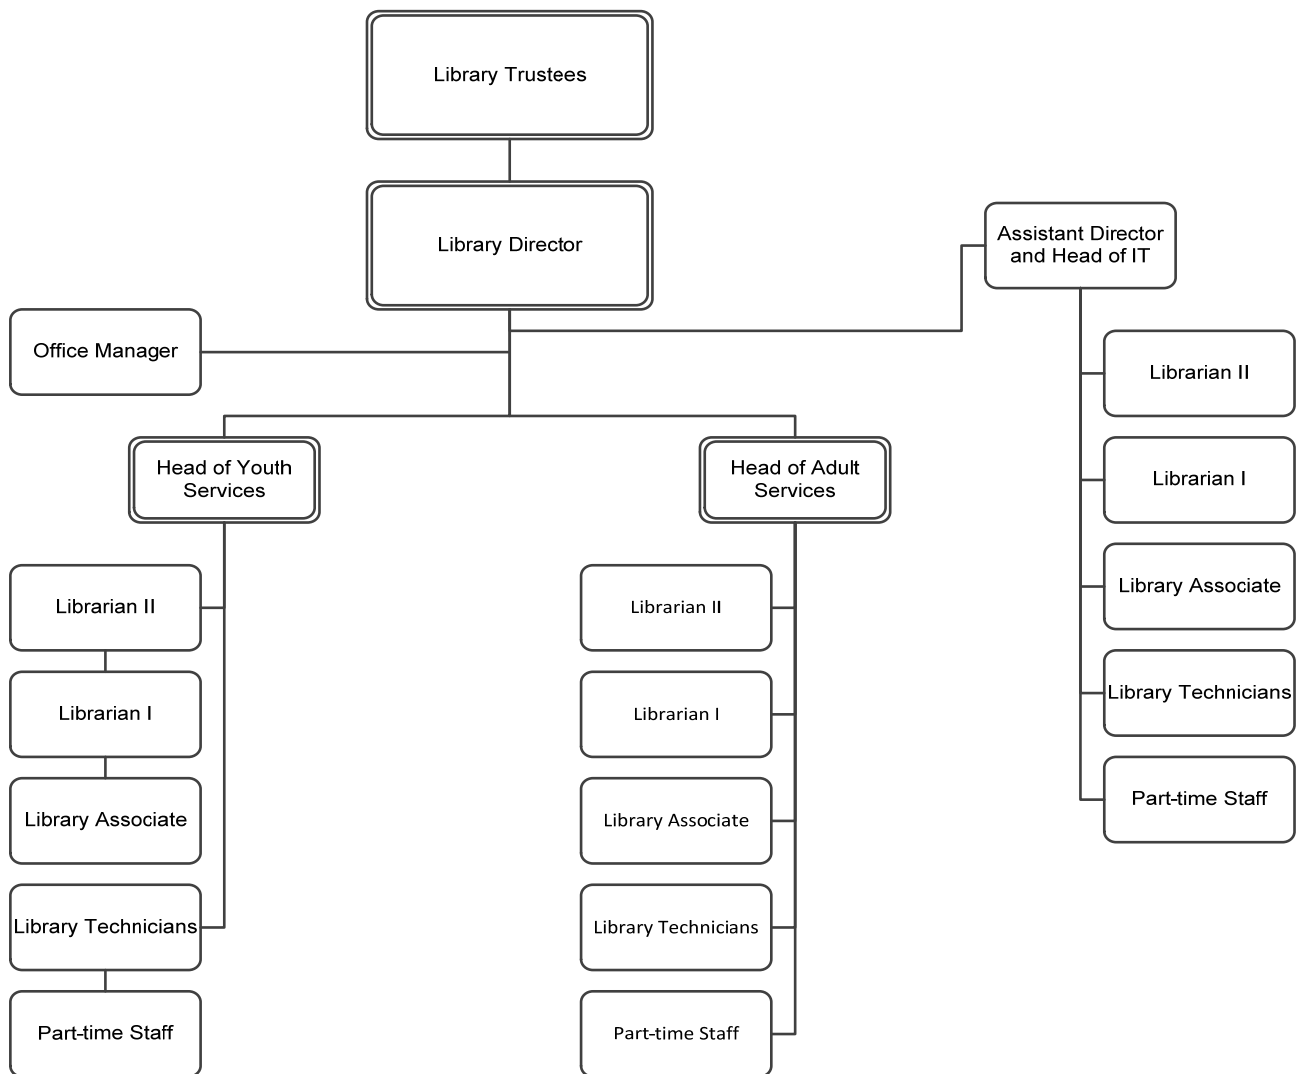 Library Trustees
Library Director
Assistant Director
and Head of IT
Office Manager
Librarian II
Librarian I
Library Associate
Library Technicians
Part-time Staff
Head of Youth
Services
Librarian II
Librarian I
Library Associate
Library Technicians
Part-time Staff
Head of Adult
Services
Librarian II
Librarian I
Library Associate
Library Technicians
Part-time Staff